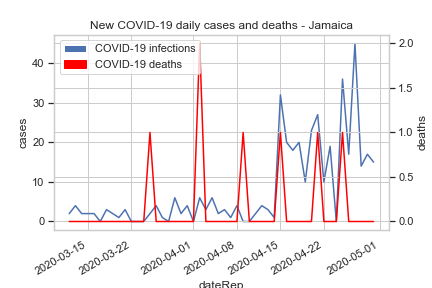 New COVID-19 daily cases and deaths - Jamaica
COVID-19 infections
COVID-19 deaths
cases
40
30
20
10
0
2.0
1.5
1.0
0.5
0.0
deaths
2020-03-15
2020-03-22
2020-04-01
2020-04-08
2020-04-15
2020-04-22
2020-05-01
dateRep